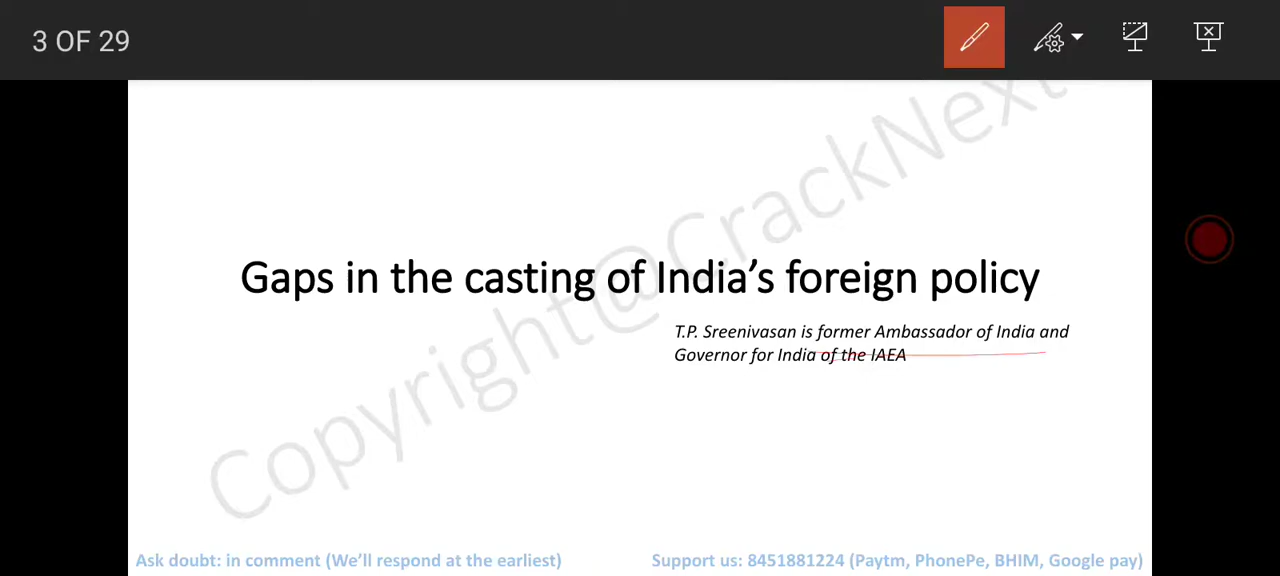 3 OF 29
Copyright@CrackNext
Gaps in the casting of India's foreign policy
T.P. Sreenivasan is former Ambassador of India and
Governor for India of the IAEA
Ask doubt: in comment (We'll respond at the earliest)
Support us: 8451881224 (Paytm, PhonePe, BHIM, Google pay)